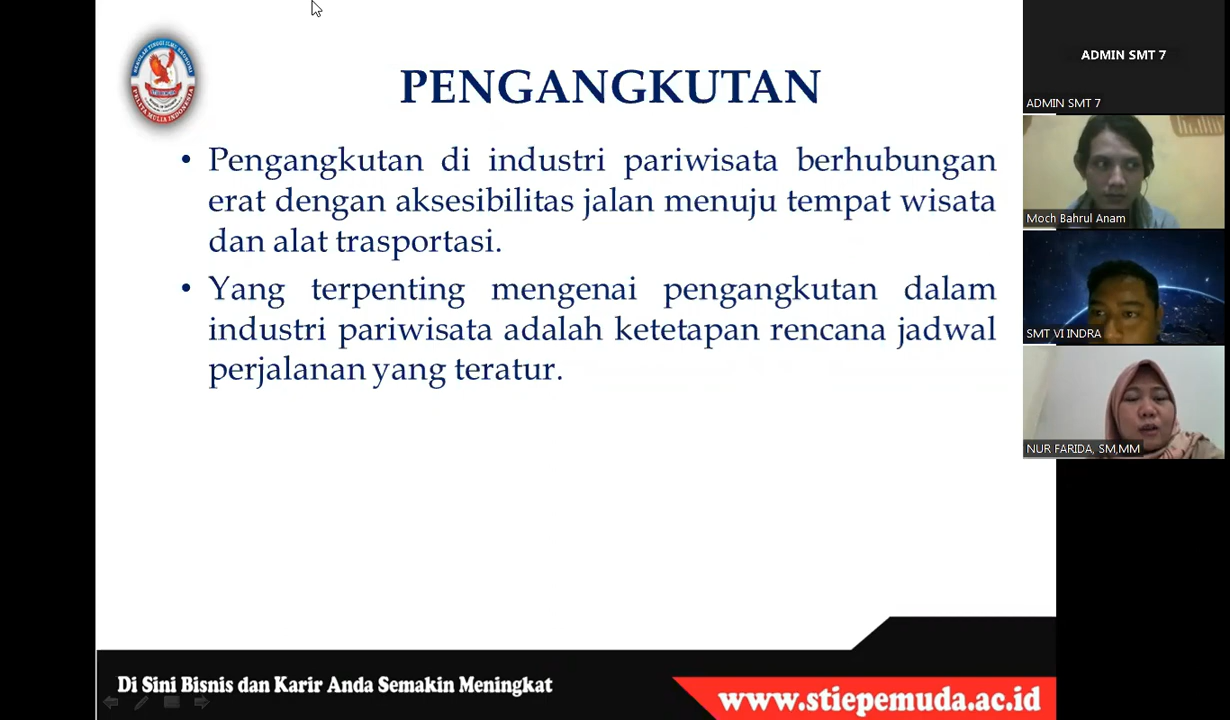 PENGANGKUTAN
• Pengangkutan di industri pariwisata berhubungan
erat dengan aksesibilitas jalan menuju tempat wisata
dan alat trasportasi.
• Yang terpenting mengenai pengangkutan dalam
industri pariwisata adalah ketetapan rencana jadwal
perjalanan yang teratur.
Di Sini Bisnis dan Karir Anda Semakin Meningkat
www.stiepemuda.ac.id
ADMIN SMT 7
ADMIN SMT 7
Moch Bahrul Anam
SMT VI INDRA
NUR FARIDA, SM,MM